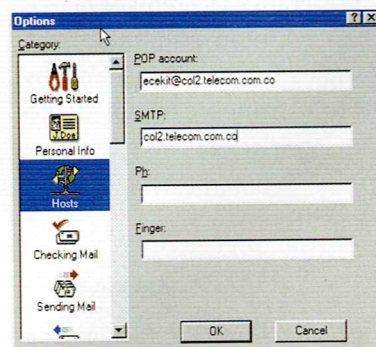 Options
Category:
Getting Started
J.Doe
Personal Info
Hosts
Checking Mail
Sending Mail
POP account:
ecekit@col2.telecom.com.co
SMTP:
col2.telecom.com.co
Ph:
Finger:
OK
Cancel